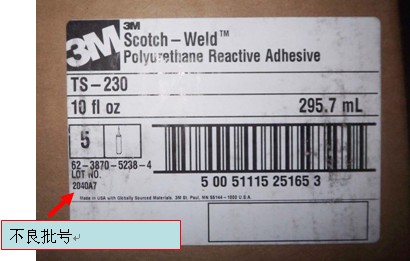 3M
3M
Scotch-Weld™
Polyurethane Reactive Adhesive
TS-230
10 fl oz 295.7 mL
5
62-3870-5238-4
LOT NO.
2040A7
5 00 51115 25165 3
Made in USA with Globally Sourced Materials 3M St. Paul, MN 55144-1000 U.S.A.
不良批号